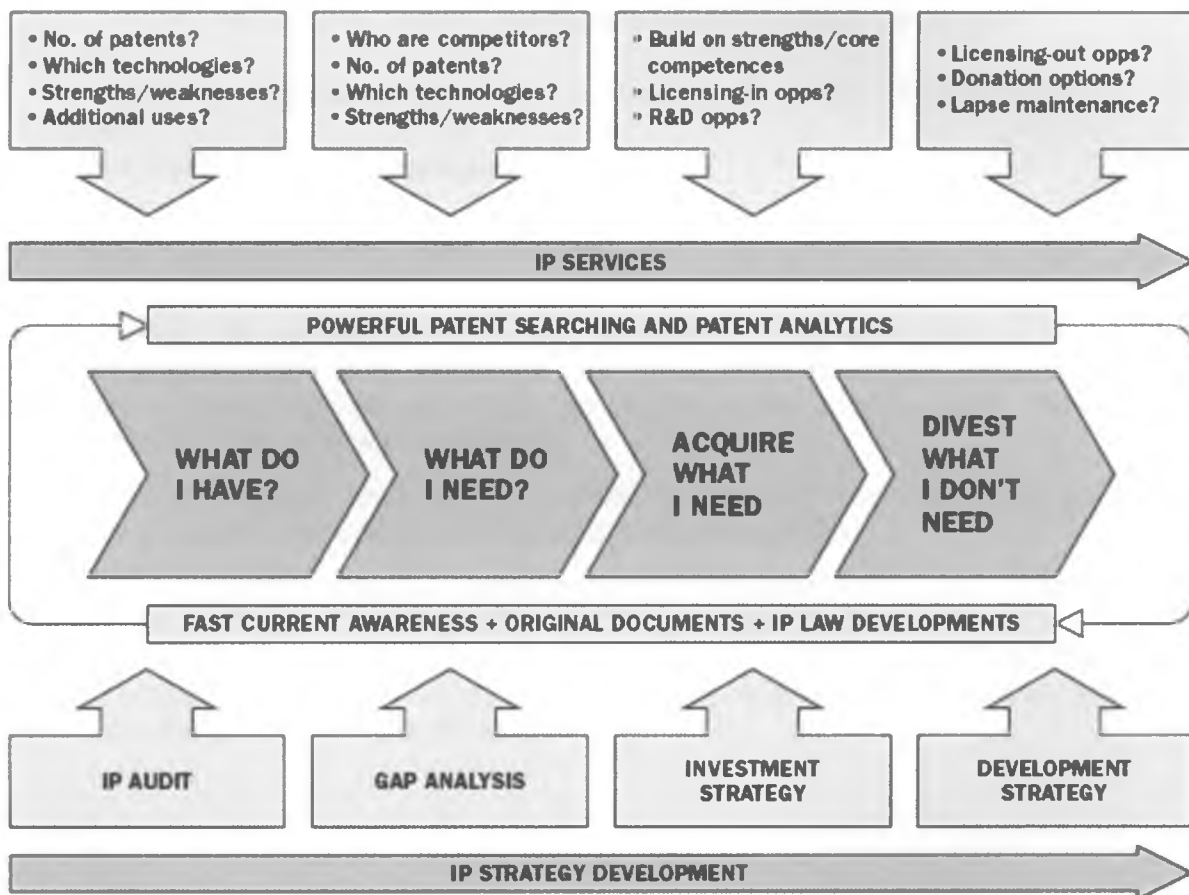 • No. of patents?
• Which technologies?
• Strengths/weaknesses?
• Additional uses?
• Who are competitors?
• No. of patents?
• Which technologies?
• Strengths/weaknesses?
• Build on strengths/core
competences
• Licensing-in opps?
• R&D opps?
• Licensing-out opps?
• Donation options?
• Lapse maintenance?
IP SERVICES
POWERFUL PATENT SEARCHING AND PATENT ANALYTICS
WHAT DO
I HAVE?
WHAT DO
I NEED?
ACQUIRE
WHAT
I NEED
DIVEST
WHAT
I DON'T
NEED
FAST CURRENT AWARENESS + ORIGINAL DOCUMENTS + IP LAW DEVELOPMENTS
IP AUDIT
GAP ANALYSIS
INVESTMENT
STRATEGY
DEVELOPMENT
STRATEGY
IP STRATEGY DEVELOPMENT